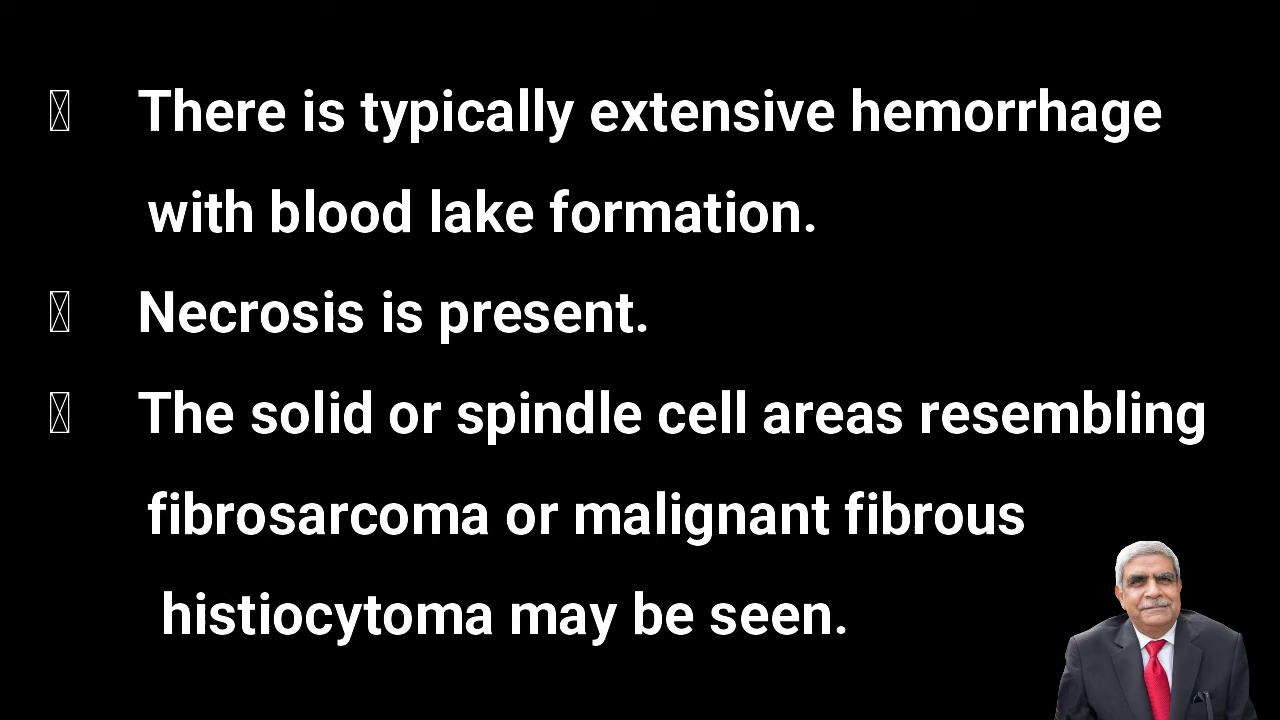 There is typically extensive hemorrhage
with blood lake formation.
Necrosis is present.
The solid or spindle cell areas resembling
fibrosarcoma or malignant fibrous
histiocytoma may be seen.